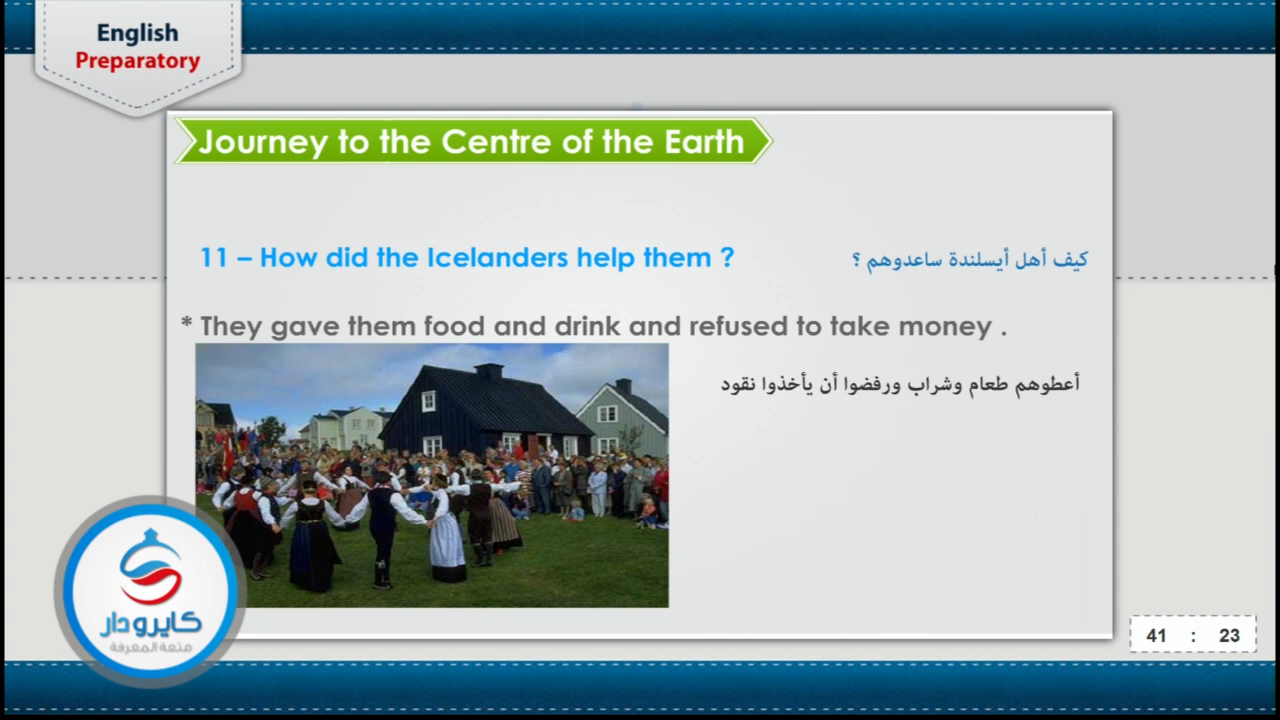 English
Preparatory
Journey to the Centre of the Earth
11 – How did the Icelanders help them ?
كيف أهل أيسلندة ساعدوهم ؟
* They gave them food and drink and refused to take money .
أعطوهم طعام وشراب ورفضوا أن يأخذوا نقود
كايرودار
متعة المعرفة
41 : 23